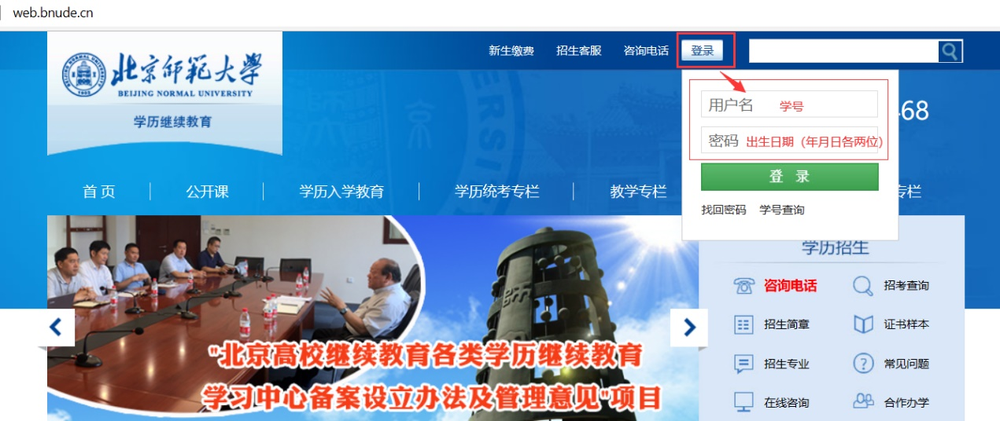 web.bnude.cn
新生缴费 招生客服 咨询电话 登录
北京师范大学
BEIJING NORMAL UNIVERSITY
学历继续教育
用户名 学号
68
密码 出生日期（年月日各两位）
登 录
首 页 公开课 学历入学教育 学历统考专栏 教学专栏 专栏
找回密码 学号查询
学历招生
咨询电话 招考查询
招生简章 证书样本
招生专业 常见问题
在线咨询 合作办学
"北京高校继续教育各类学历继续教育
学习中心备案设立办法及管理意见"项目